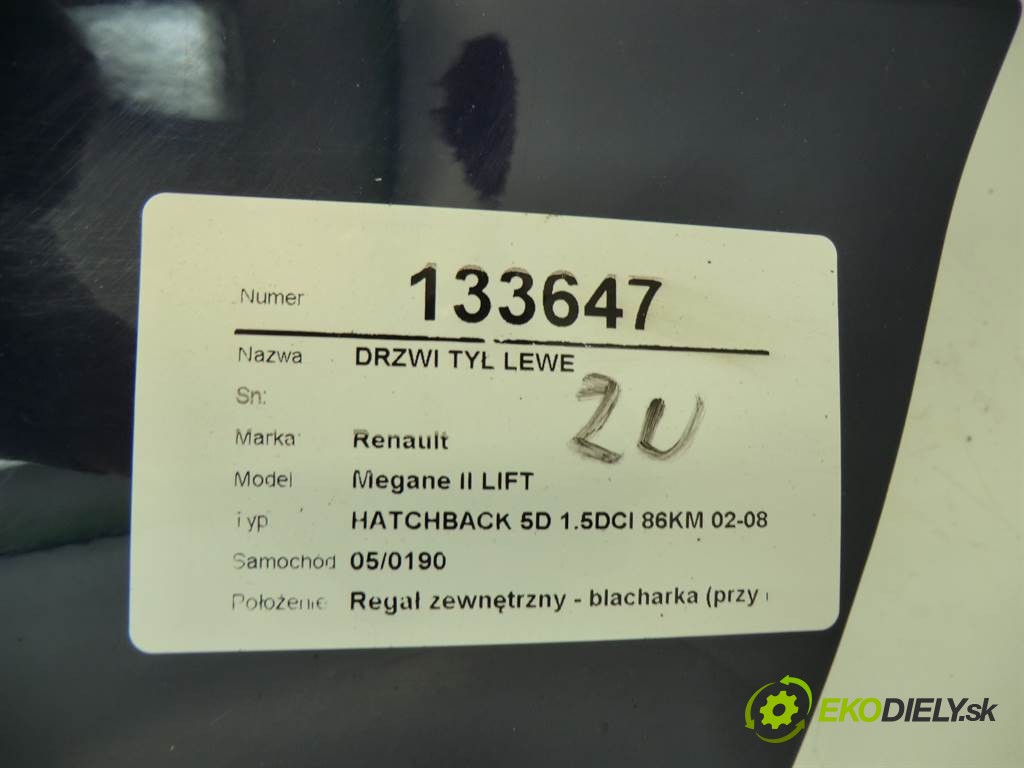 Numer 133647
Nazwa DRZWI TYŁ LEWE
Sn:
Marka Renault
2U
Model Megane II LIFT
Typ HATCHBACK 5D 1.5DCI 86KM 02-08
Samochód 05/0190
Położenie Regał zewnętrzny - blacharka (przy
EKODIELY.sk